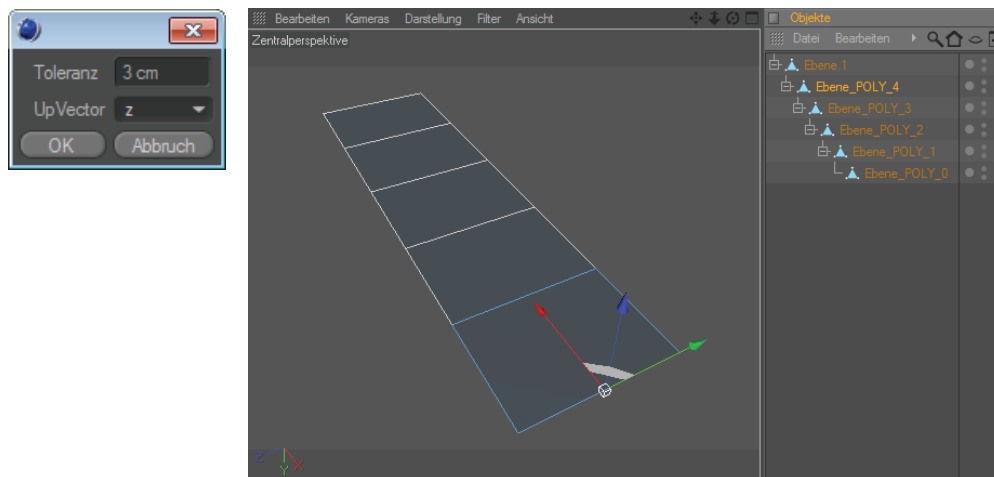 Toleranz 3 cm
UpVector z
OK Abbruch
Bearbeiten Kameras Darstellung Filter Ansicht
Zentralperspektive
Z X
Y
Objekte
Datei Bearbeiten
Ebene 1
Ebene_POLY_4
Ebene_POLY_3
Ebene_POLY_2
Ebene_POLY_1
Ebene_POLY_0